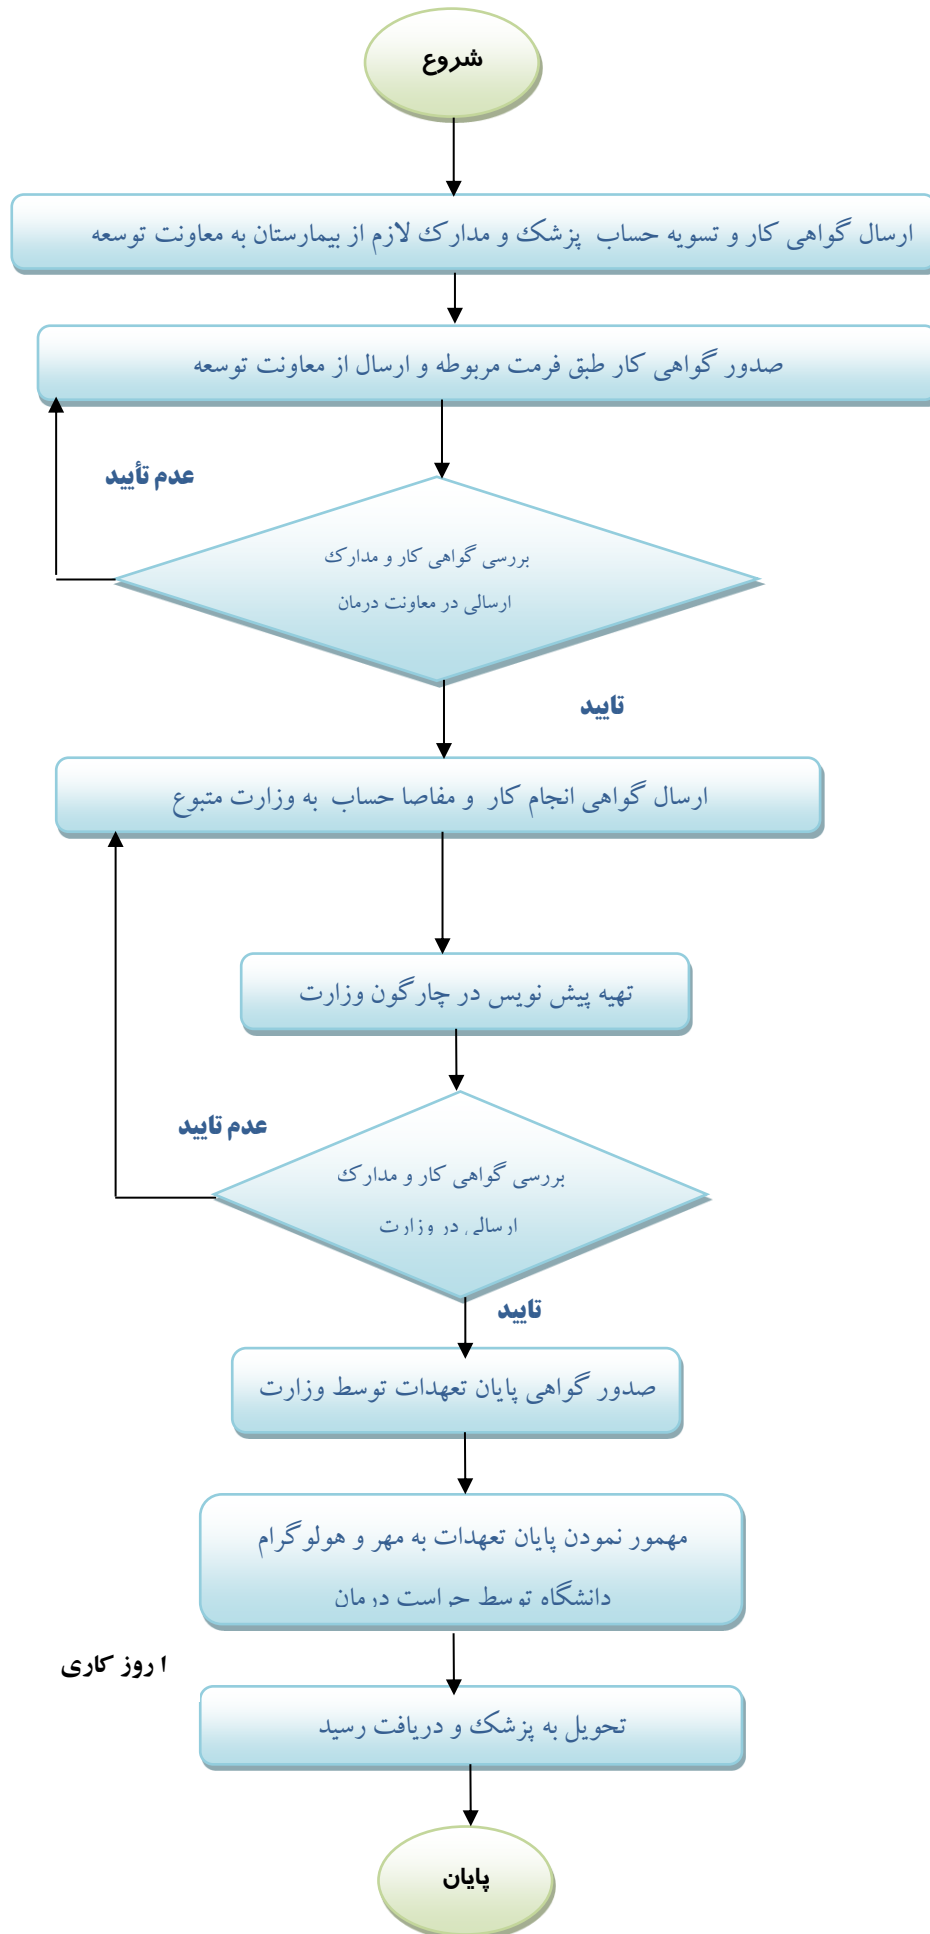 شروع
ارسال گواهی کار و تسویه حساب پزشک و مدارک لازم از بیمارستان به معاونت توسعه
صدور گواهی کار طبق فرمت مربوطه و ارسال از معاونت توسعه
عدم تأیید
بررسی گواهی کار و مدارک
ارسالی در معاونت درمان
تایید
ارسال گواهی انجام کار و مفاصا حساب به وزارت متبوع
تهیه پیش نویس در چارگون وزارت
عدم تایید
بررسی گواهی کار و مدارک
ارسالی در وزارت
تایید
صدور گواهی پایان تعهدات توسط وزارت
مهمور نمودن پایان تعهدات به مهر و هولوگرام
دانشگاه توسط حراست درمان
۱ روز کاری
تحویل به پزشک و دریافت رسید
پایان